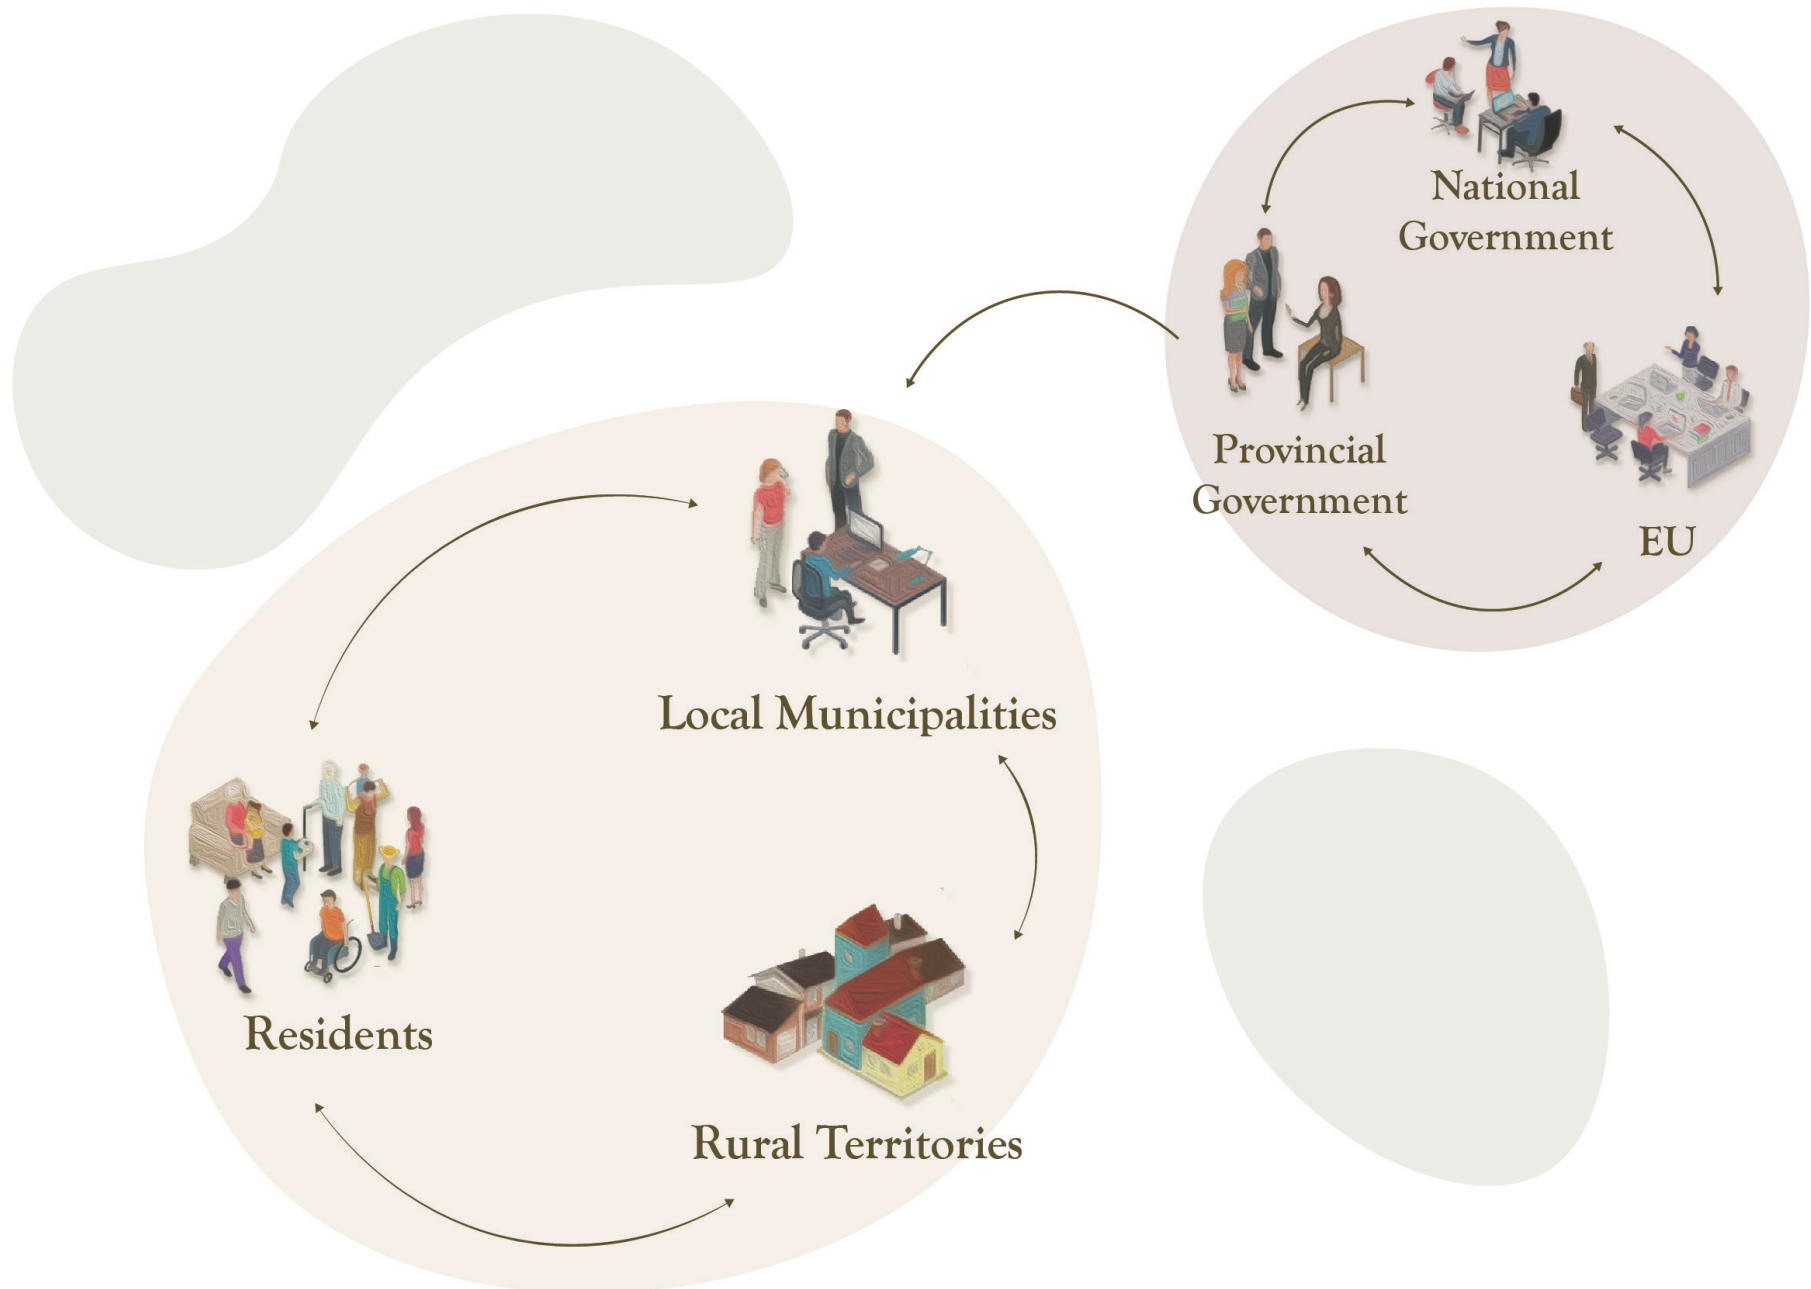 National
Government
Provincial
Government
EU
Local Municipalities
Residents
Rural Territories